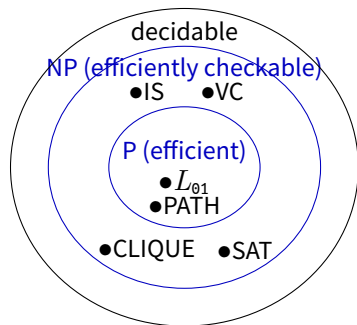 decidable
NP (efficiently checkable)
●IS ●VC
P (efficient)
●L₀₁
●PATH
●CLIQUE ●SAT